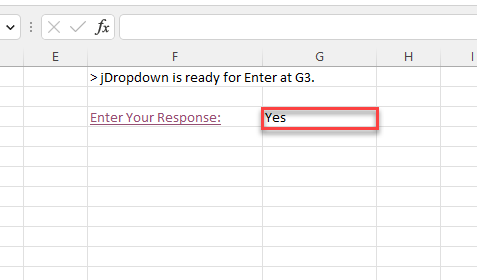 fx
E F G H I
> jDropdown is ready for Enter at G3.
Enter Your Response: Yes